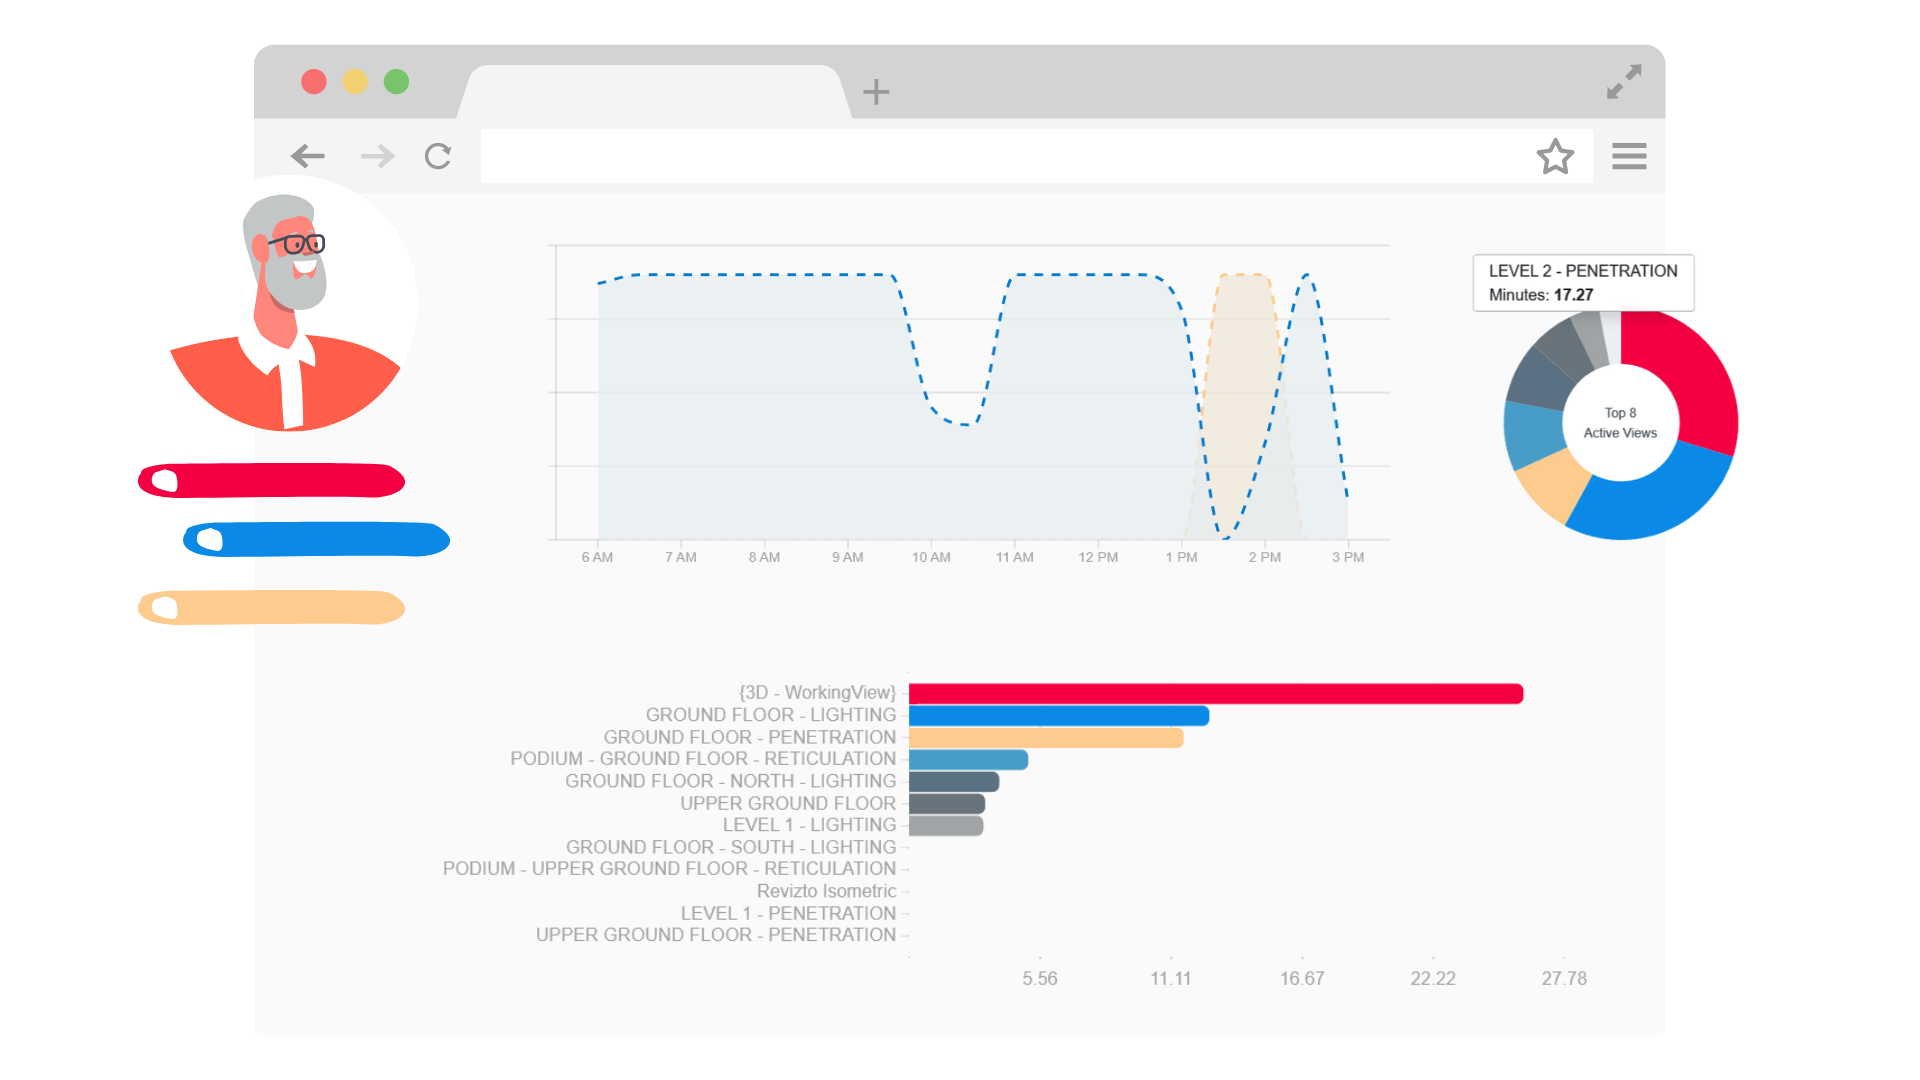 LEVEL 2 - PENETRATION
Minutes: 17.27
Top 8
Active Views
6 AM
7 AM
8 AM
9 AM
10 AM
11 AM
12 PM
1 PM
2 PM
3 PM
{3D - WorkingView}
GROUND FLOOR - LIGHTING
GROUND FLOOR - PENETRATION
PODIUM - GROUND FLOOR - RETICULATION
GROUND FLOOR - NORTH - LIGHTING
UPPER GROUND FLOOR
LEVEL 1 - LIGHTING
GROUND FLOOR - SOUTH - LIGHTING
PODIUM - UPPER GROUND FLOOR - RETICULATION
Revizto Isometric
LEVEL 1 - PENETRATION
UPPER GROUND FLOOR - PENETRATION
5.56
11.11
16.67
22.22
27.78